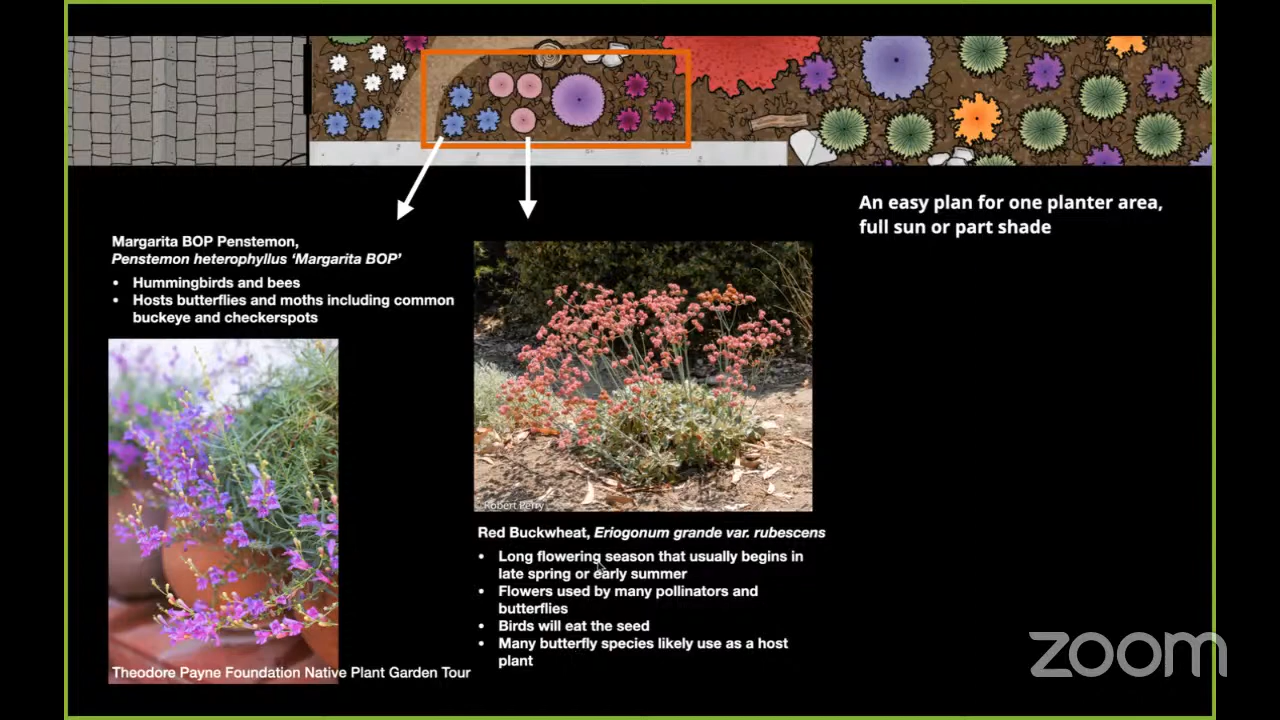 An easy plan for one planter area,
full sun or part shade
Margarita BOP Penstemon,
Penstemon heterophyllus ‘Margarita BOP’
• Hummingbirds and bees
• Hosts butterflies and moths including common
buckeye and checkerspots
Theodore Payne Foundation Native Plant Garden Tour
© Robert Perry
Red Buckwheat, Eriogonum grande var. rubescens
• Long flowering season that usually begins in
late spring or early summer
• Flowers used by many pollinators and
butterflies
• Birds will eat the seed
• Many butterfly species likely use as a host
plant
zoom